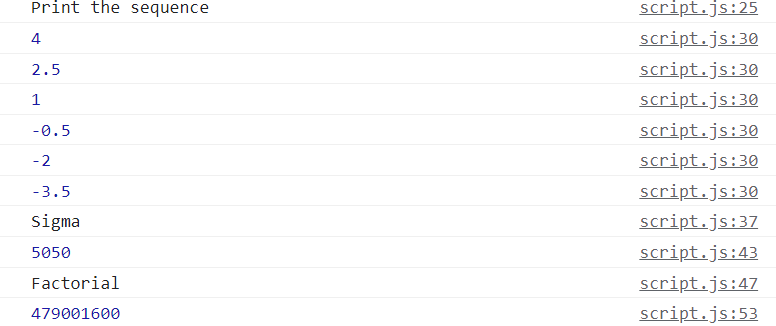 Print the sequence script.js:25
4 script.js:30
2.5 script.js:30
1 script.js:30
-0.5 script.js:30
-2 script.js:30
-3.5 script.js:30
Sigma script.js:37
5050 script.js:43
Factorial script.js:47
479001600 script.js:53